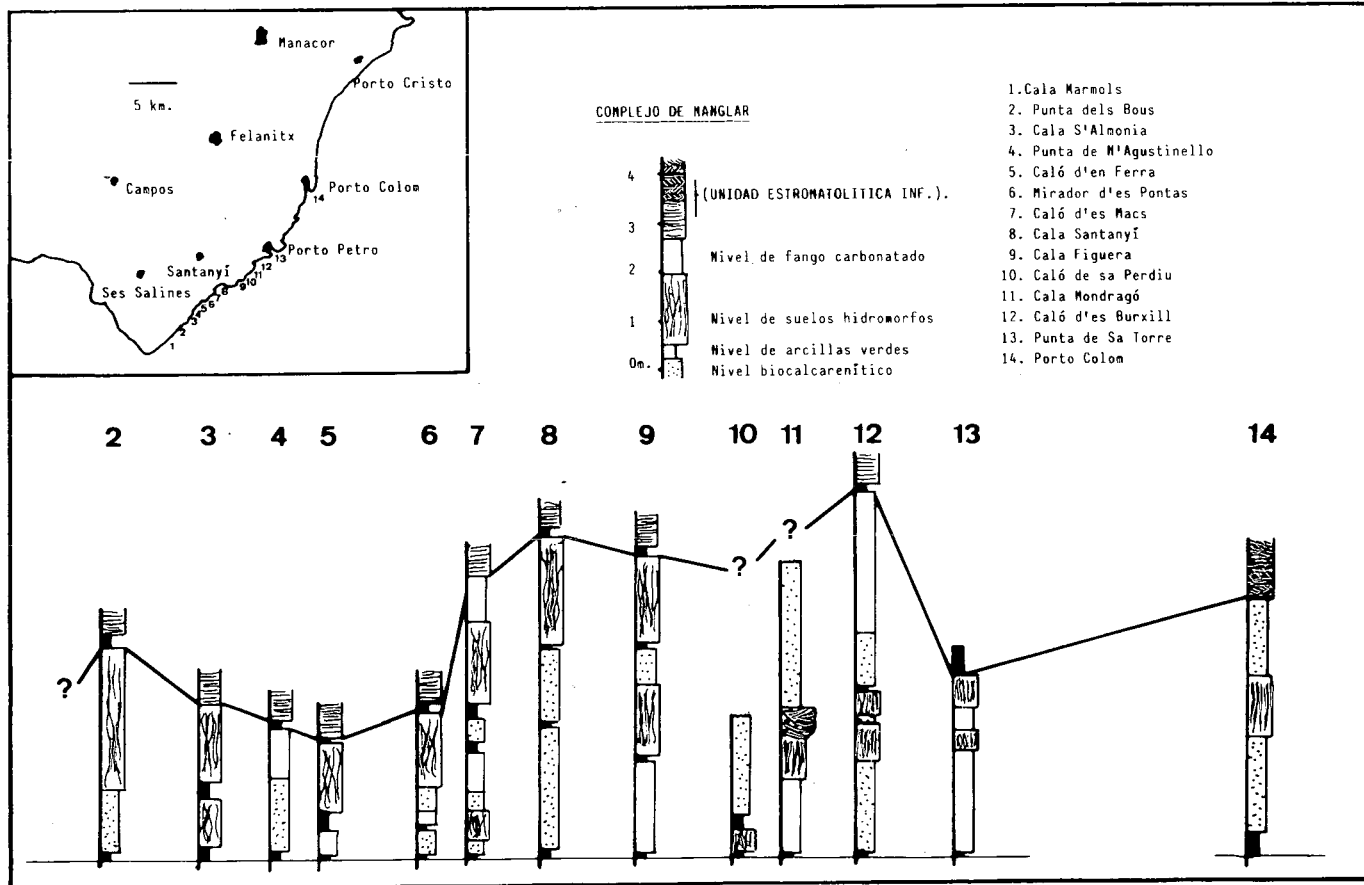 Manacor
Porto Cristo
5 km.
Felanitx
Campos
Porto Colom
14
Porto Petro
13
12
Santanyí
11
10
Ses Salines
9
8
7
6
5
4
3
2
1
COMPLEJO DE MANGLAR
4
(UNIDAD ESTROMATOLITICA INF.).
3
Nivel de fango carbonatado
2
1
Nivel de suelos hidromorfos
Nivel de arcillas verdes
0m.
Nivel biocalcarenítico
1.Cala Marmols
2. Punta dels Bous
3. Cala S'Almonia
4. Punta de N'Agustinello
5. Caló d'en Ferra
6. Mirador d'es Pontas
7. Caló d'es Macs
8. Cala Santanyí
9. Cala Figuera
10. Caló de sa Perdiu
11. Cala Mondragó
12. Caló d'es Burxill
13. Punta de Sa Torre
14. Porto Colom
2 3 4 5 6 7 8 9 10 11 12 13 14
? ? ?